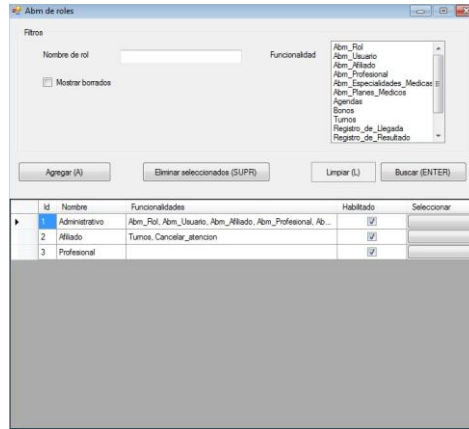 Abm de roles
Filtros
Nombre de rol
Funcionalidad
Abm_Rol
Abm_Usuario
Abm_Afiliado
Abm_Profesional
Abm_Especialidades_Medicas
Abm_Planes_Medicos
Agendas
Bonos
Turnos
Registro_de_Llegada
Registro_de_Resultado
Mostrar borrados
Agregar (A) Eliminar seleccionados (SUPR) Limpiar (L) Buscar (ENTER)
Id Nombre Funcionalidades Habilitado Seleccionar
1 Administrativo Abm_Rol, Abm_Usuario, Abm_Afiliado, Abm_Profesional, Ab...
2 Afiliado Turnos, Cancelar_atencion
3 Profesional